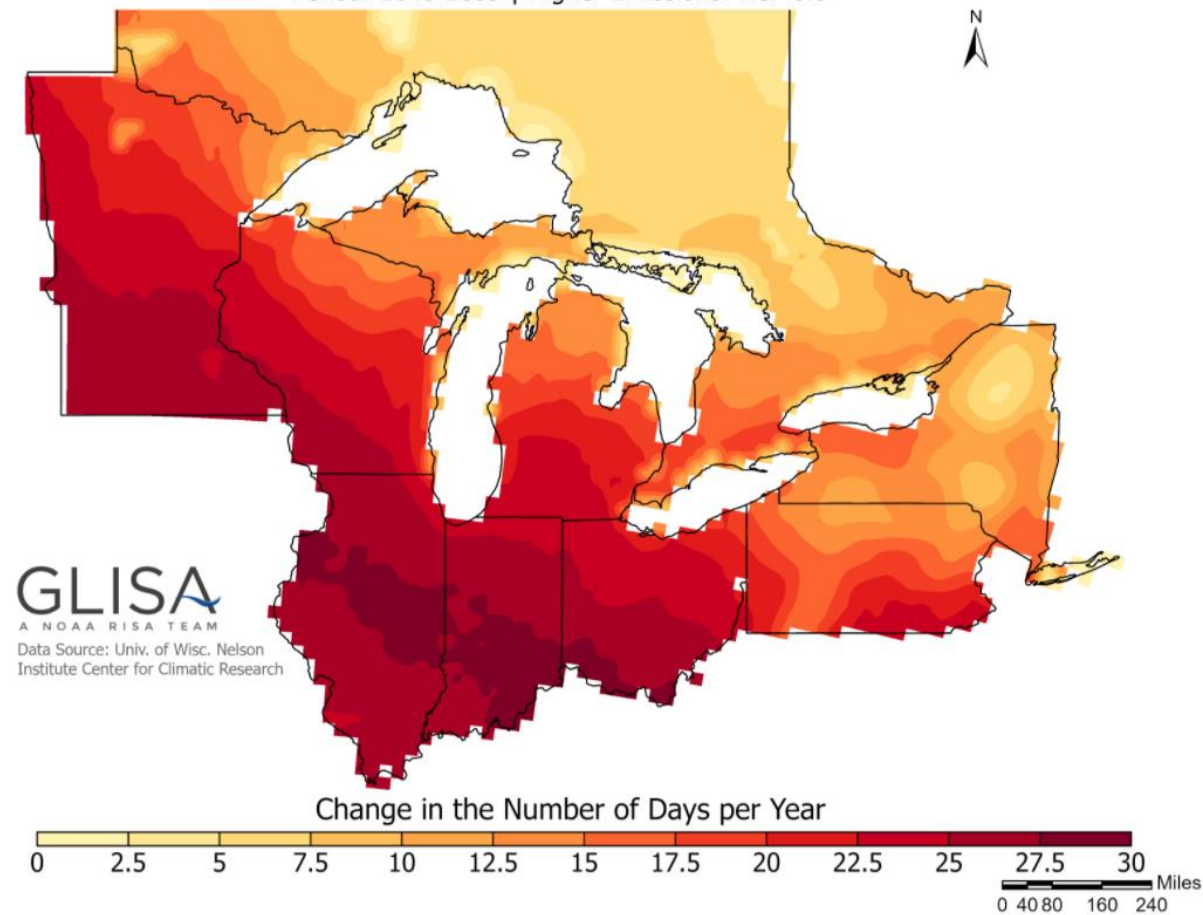 N
GLISA
A NOAA RISA TEAM
Data Source: Univ. of Wisc. Nelson
Institute Center for Climatic Research
Change in the Number of Days per Year
0 2.5 5 7.5 10 12.5 15 17.5 20 22.5 25 27.5 30
Miles
0 40 80 160 240